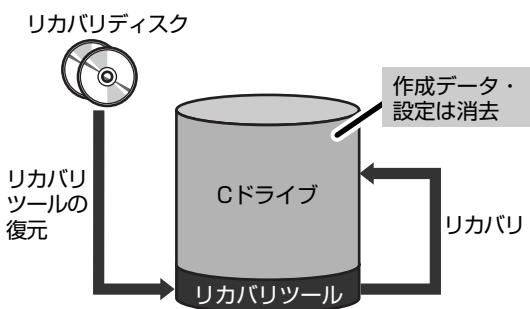 リカバリディスク
作成データ・
設定は消去
リカバリ
ツールの
復元
Cドライブ
リカバリ
リカバリツール